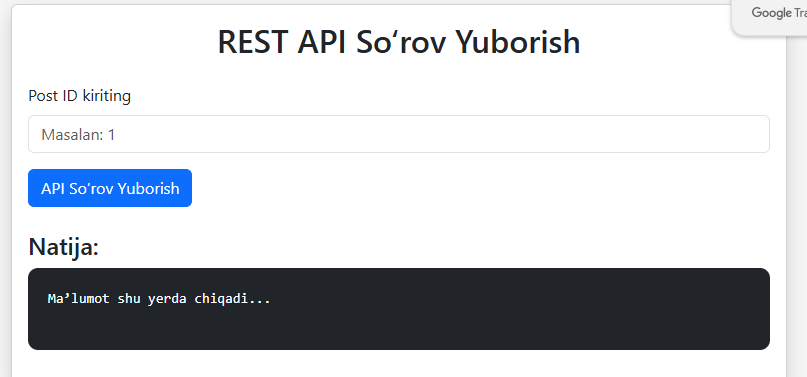 Google Tra
REST API So‘rov Yuborish
Post ID kiriting
Masalan: 1
API So‘rov Yuborish
Natija:
Ma’lumot shu yerda chiqadi...